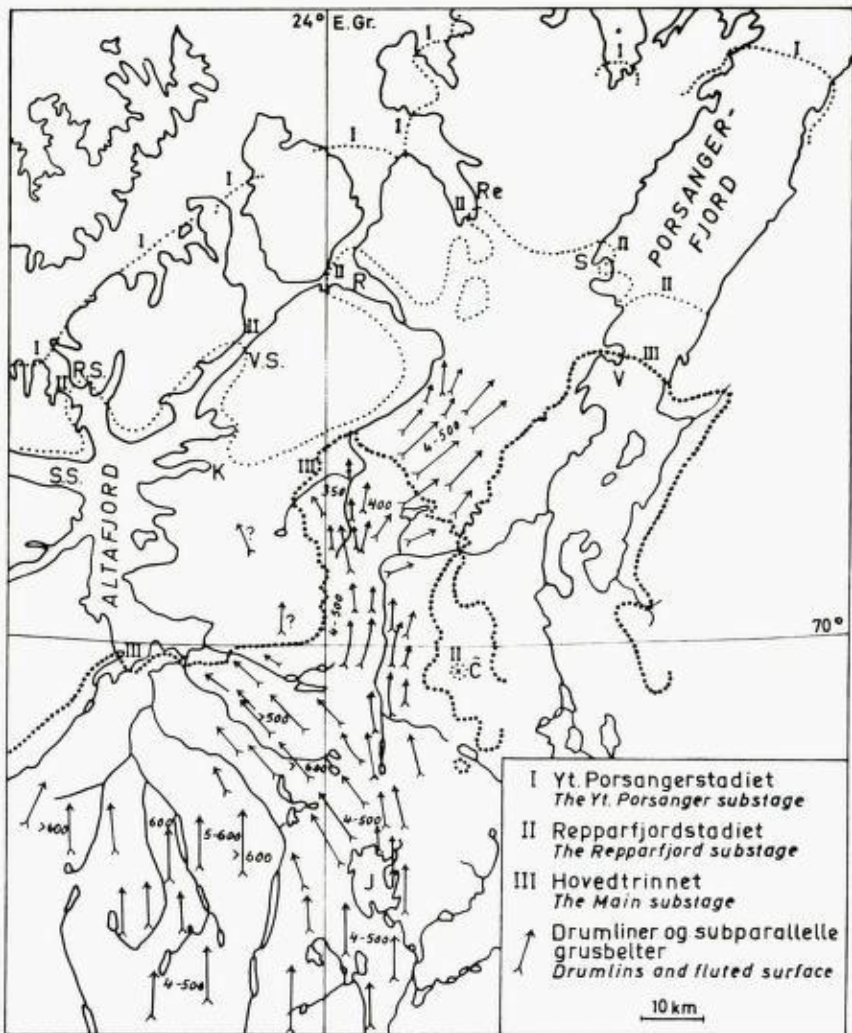 24° E.Gr.
I
I
I
I
I
I
PORSANGER-
FJORD
I
Re
II
II
S
II
II
R
I
II
V.S.
III
V
R.S.
II
4-500
K
III
S.S.
350
400
ALTAFJORD
?
?
4-500
70°
III
II
Č
>500
>400
4-500
>400
600
5-600
>600
J
4-500
4-500
I Yt. Porsangerstadiet
The Yt. Porsanger substage
II Repparfjordstadiet
The Repparfjord substage
III Hovedtrinnet
The Main substage
Drumliner og subparallelle
grusbelter
Drumlins and fluted surface
10 km